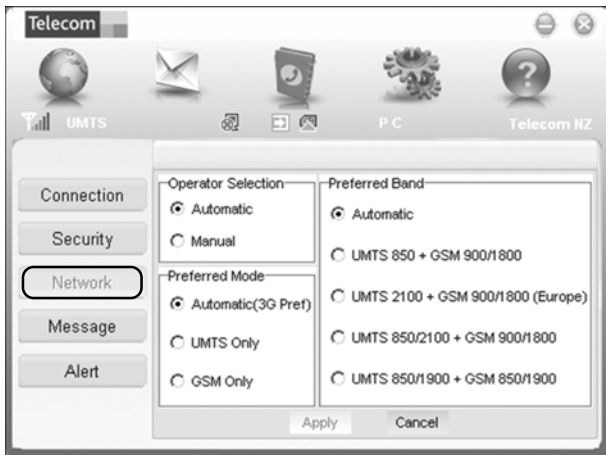 Telecom
UMTS
PC
Telecom NZ
Connection
Security
Network
Message
Alert
Operator Selection
Automatic
Manual
Preferred Mode
Automatic(3G Pref)
UMTS Only
GSM Only
Preferred Band
Automatic
UMTS 850 + GSM 900/1800
UMTS 2100 + GSM 900/1800 (Europe)
UMTS 850/2100 + GSM 900/1800
UMTS 850/1900 + GSM 850/1900
Apply
Cancel